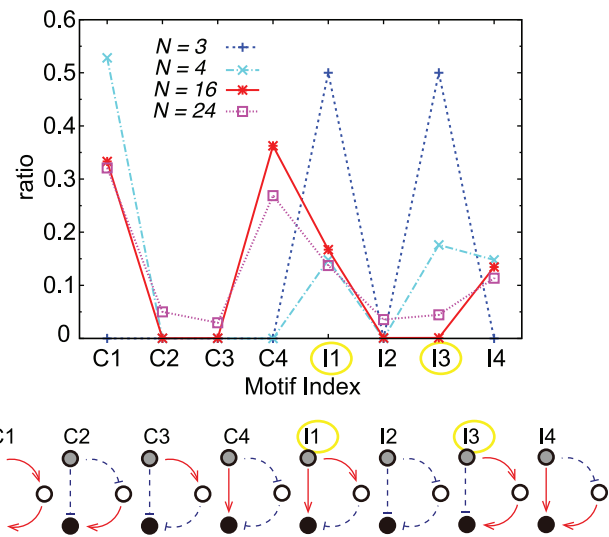 0.6
0.5
0.4
0.3
0.2
0.1
0
ratio
N = 3
N = 4
N = 16
N = 24
C1 C2 C3 C4 I1 I2 I3 I4
Motif Index
C1 C2 C3 C4 I1 I2 I3 I4